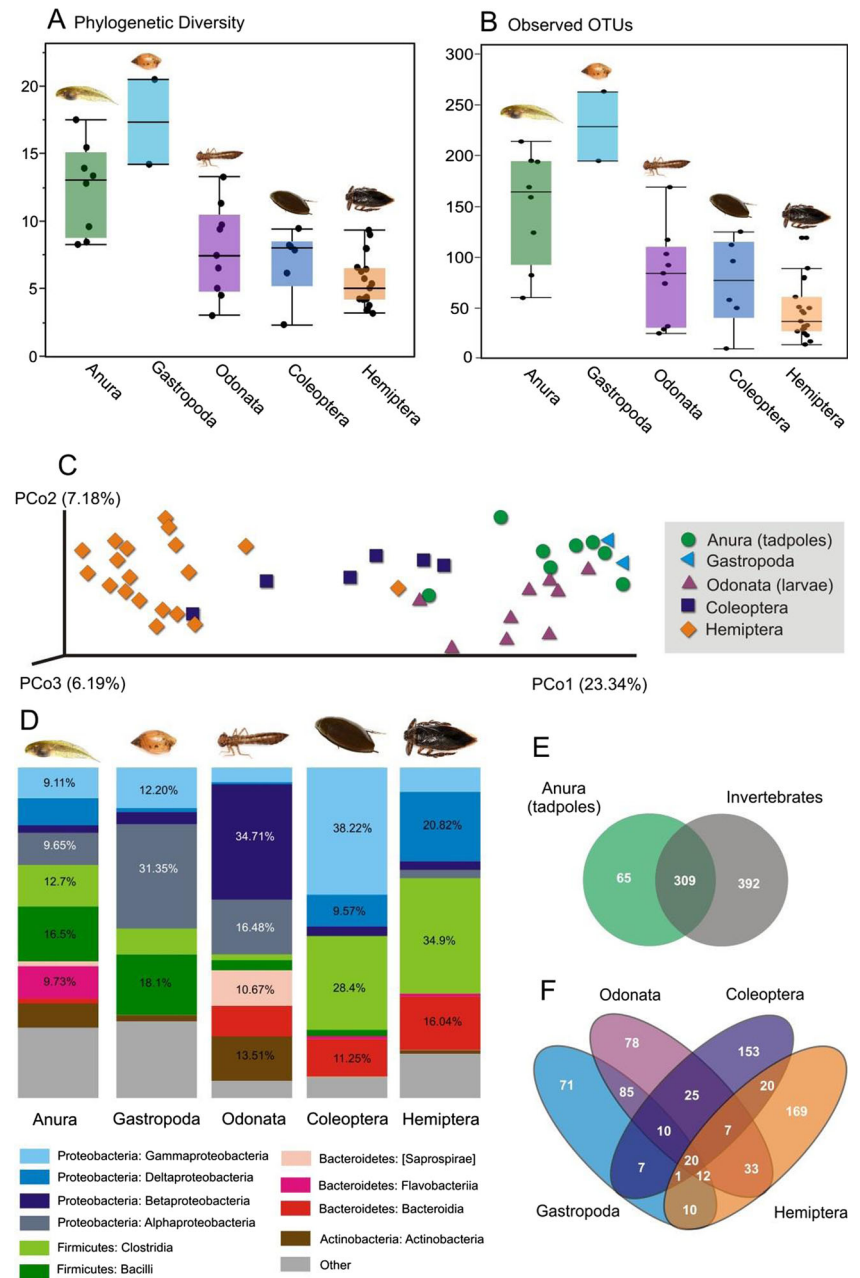 A Phylogenetic Diversity
20
15
10
5
0
Anura
Gastropoda
Odonata
Coleoptera
Hemiptera
B Observed OTUs
300
250
200
150
100
50
0
Anura
Gastropoda
Odonata
Coleoptera
Hemiptera
C
PCo2 (7.18%)
PCo3 (6.19%)
PCo1 (23.34%)
Anura (tadpoles)
Gastropoda
Odonata (larvae)
Coleoptera
Hemiptera
D
9.11%
9.65%
12.7%
16.5%
9.73%
12.20%
31.35%
18.1%
34.71%
16.48%
10.67%
13.51%
38.22%
9.57%
28.4%
11.25%
20.82%
34.9%
16.04%
Anura Gastropoda Odonata Coleoptera Hemiptera
Proteobacteria: Gammaproteobacteria
Proteobacteria: Deltaproteobacteria
Proteobacteria: Betaproteobacteria
Proteobacteria: Alphaproteobacteria
Firmicutes: Clostridia
Firmicutes: Bacilli
Bacteroidetes: [Saprospirae]
Bacteroidetes: Flavobacteriia
Bacteroidetes: Bacteroidia
Actinobacteria: Actinobacteria
Other
E
Anura
(tadpoles)
Invertebrates
65 309 392
F
Odonata Coleoptera
78
153
71
85
25
20
169
10
7
20
7
1 12
33
10
Gastropoda
Hemiptera